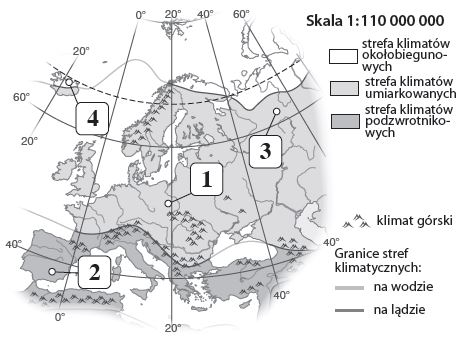 20° 0° 20° 40° 60°
Skala 1:110 000 000
strefa klimatów
okołobieguno-
wych
strefa klimatów
umiarkowanych
strefa klimatów
podzwrotniko-
wych
60°
20°
4
3
1
2
40°
40°
0°
20°
40°
klimat górski
Granice stref
klimatycznych:
na wodzie
na lądzie